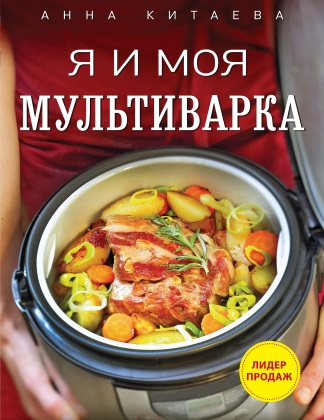 АННА КИТАЕВА
Я И МОЯ
МУЛЬТИВАРКА
ЛИДЕР
ПРОДАЖ